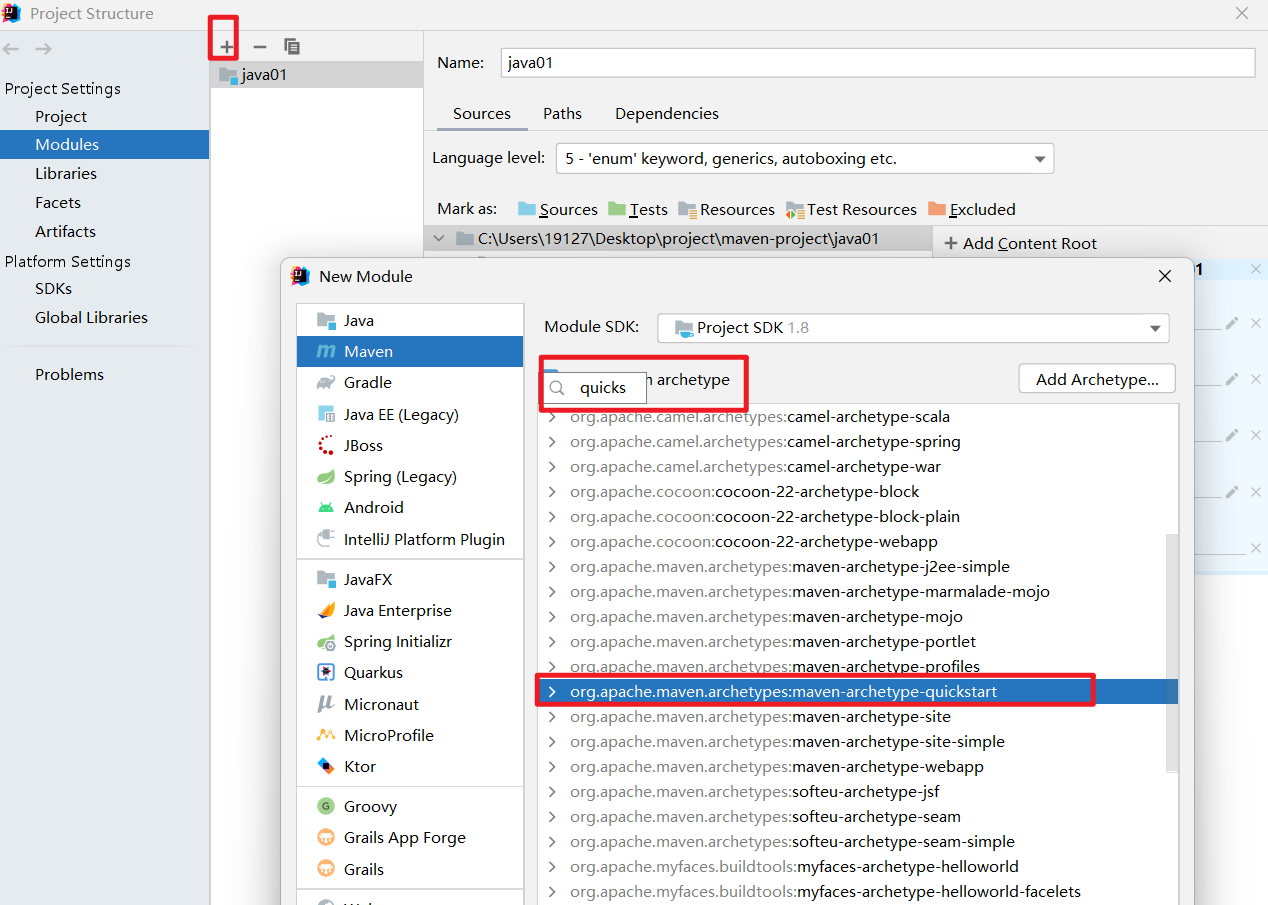 Project Structure
Project Settings
Project
Modules
Libraries
Facets
Artifacts
Platform Settings
SDKs
Global Libraries
Problems
java01
Name: java01
Sources Paths Dependencies
Language level: 5 - 'enum' keyword, generics, autoboxing etc.
Mark as: Sources Tests Resources Test Resources Excluded
C:\Users\19127\Desktop\project\maven-project\java01
Add Content Root
New Module
Java
Maven
Gradle
Java EE (Legacy)
JBoss
Spring (Legacy)
Android
IntelliJ Platform Plugin
JavaFX
Java Enterprise
Spring Initializr
Quarkus
Micronaut
MicroProfile
Ktor
Groovy
Grails App Forge
Grails
Module SDK: Project SDK 1.8
quicks
archetype
Add Archetype...
org.apache.camel.archetypes:camel-archetype-scala
org.apache.camel.archetypes:camel-archetype-spring
org.apache.camel.archetypes:camel-archetype-war
org.apache.cocoon:cocoon-22-archetype-block
org.apache.cocoon:cocoon-22-archetype-block-plain
org.apache.cocoon:cocoon-22-archetype-webapp
org.apache.maven.archetypes:maven-archetype-j2ee-simple
org.apache.maven.archetypes:maven-archetype-marmalade-mojo
org.apache.maven.archetypes:maven-archetype-mojo
org.apache.maven.archetypes:maven-archetype-portlet
org.apache.maven.archetypes:maven-archetype-profiles
org.apache.maven.archetypes:maven-archetype-quickstart
org.apache.maven.archetypes:maven-archetype-site
org.apache.maven.archetypes:maven-archetype-site-simple
org.apache.maven.archetypes:maven-archetype-webapp
org.apache.maven.archetypes:softeu-archetype-jsf
org.apache.maven.archetypes:softeu-archetype-seam
org.apache.maven.archetypes:softeu-archetype-seam-simple
org.apache.myfaces.buildtools:myfaces-archetype-helloworld
org.apache.myfaces.buildtools:myfaces-archetype-helloworld-facelets